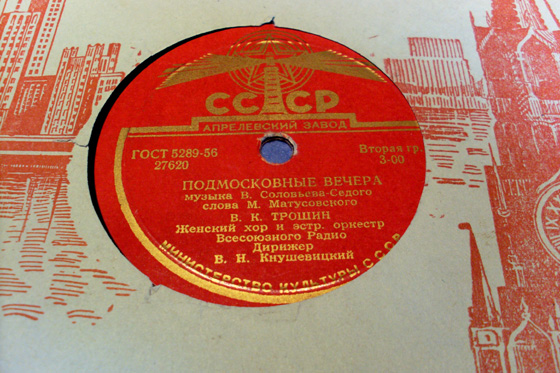 СССР
АПРЕЛЕВСКИЙ ЗАВОД
ГОСТ 5289-56
27620
Вторая гр.
3-00
ПОДМОСКОВНЫЕ ВЕЧЕРА
музыка В. Соловьева-Седого
слова М. Матусовского
В. К. ТРОШИН
Женский хор и эстр. оркестр
Всесоюзного Радио
Дирижер
В. Н. Кнушевицкий
МИНИСТЕРСТВО КУЛЬТУРЫ СССР